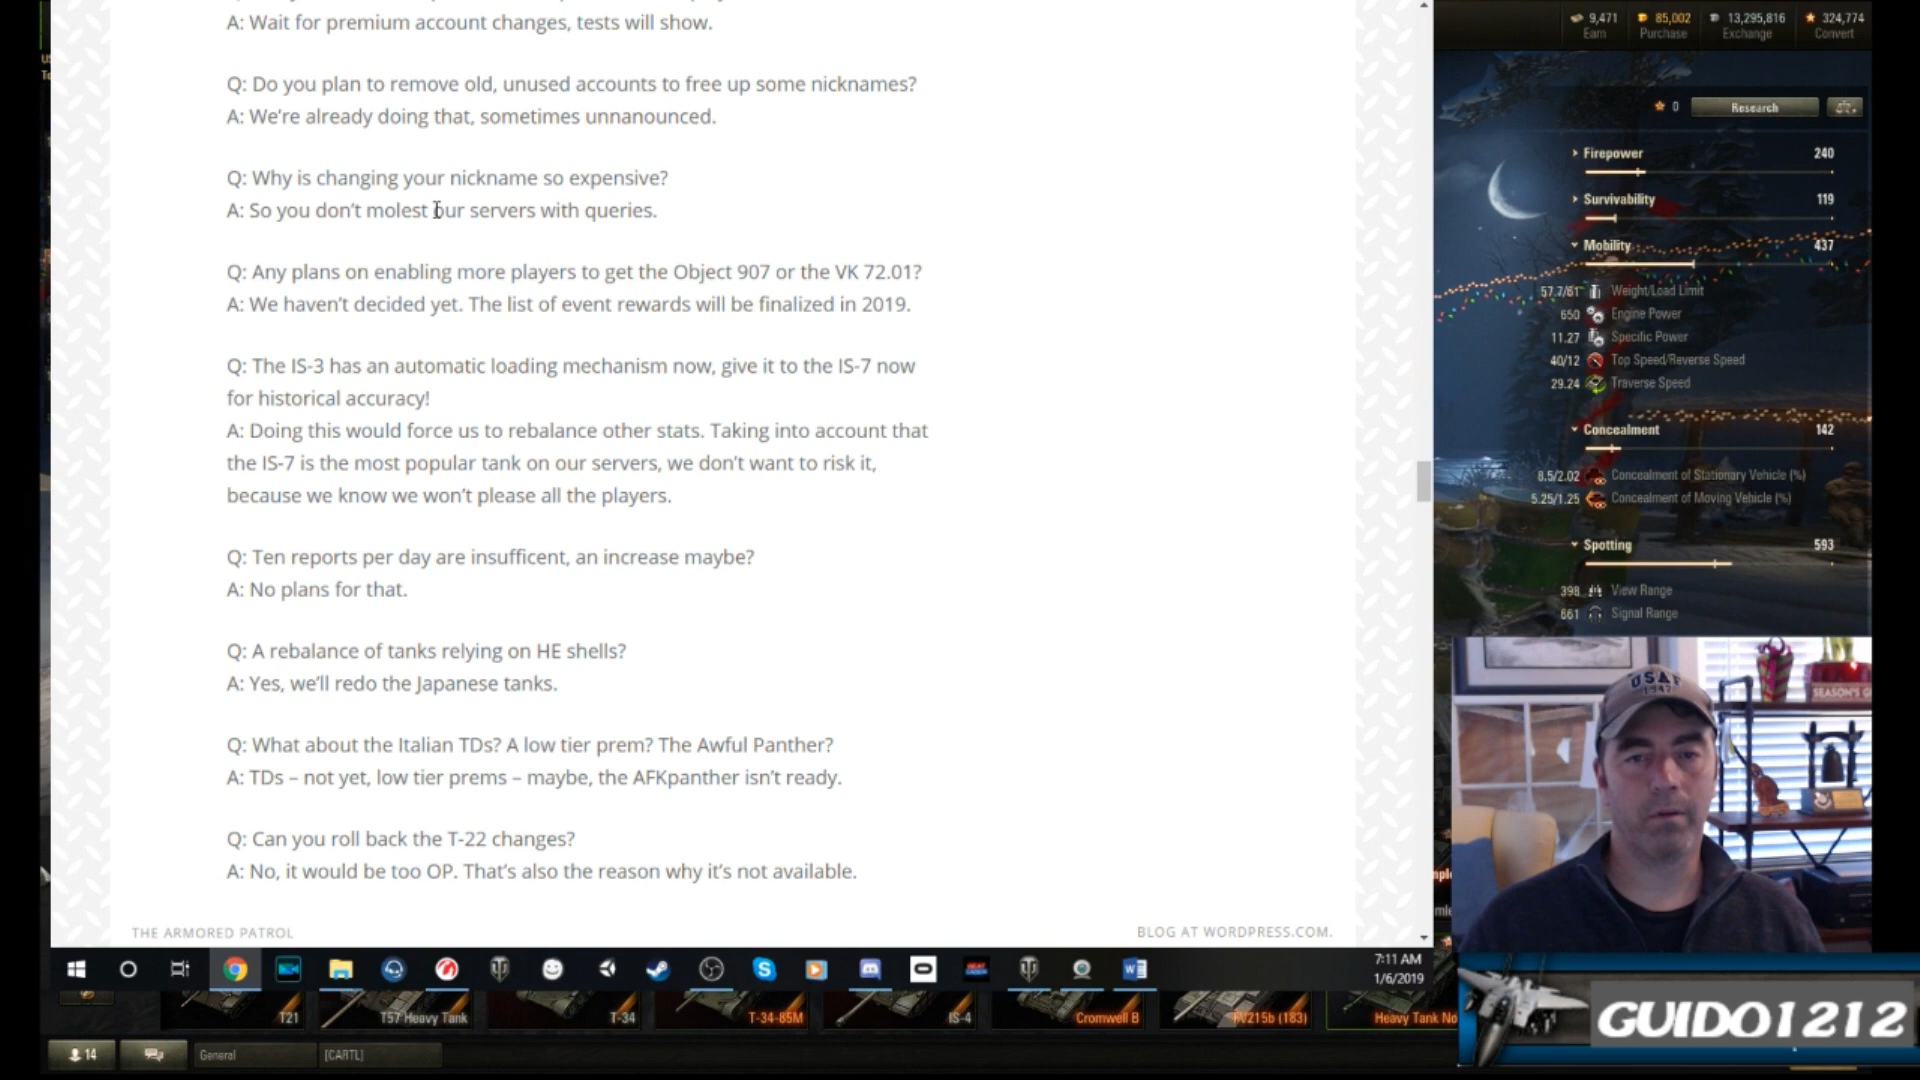 A: Wait for premium account changes, tests will show.
Q: Do you plan to remove old, unused accounts to free up some nicknames?
A: We're already doing that, sometimes unnanounced.
Q: Why is changing your nickname so expensive?
A: So you don't molest our servers with queries.
Q: Any plans on enabling more players to get the Object 907 or the VK 72.01?
A: We haven't decided yet. The list of event rewards will be finalized in 2019.
Q: The IS-3 has an automatic loading mechanism now, give it to the IS-7 now
for historical accuracy!
A: Doing this would force us to rebalance other stats. Taking into account that
the IS-7 is the most popular tank on our servers, we don't want to risk it,
because we know we won't please all the players.
Q: Ten reports per day are insufficent, an increase maybe?
A: No plans for that.
Q: A rebalance of tanks relying on HE shells?
A: Yes, we'll redo the Japanese tanks.
Q: What about the Italian TDs? A low tier prem? The Awful Panther?
A: TDs – not yet, low tier prems – maybe, the AFKpanther isn't ready.
Q: Can you roll back the T-22 changes?
A: No, it would be too OP. That's also the reason why it's not available.
THE ARMORED PATROL
BLOG AT WORDPRESS.COM.
9,471 85,002 13,295,816 324,774
Earn Purchase Exchange Convert
0 Research
Firepower 240
Survivability 119
Mobility 437
57.7/61 Weight/Load Limit
650 Engine Power
11.27 Specific Power
40/12 Top Speed/Reverse Speed
29.24 Traverse Speed
Concealment 142
8.5/2.02 Concealment of Stationary Vehicle (%)
5.25/1.25 Concealment of Moving Vehicle (%)
Spotting 593
398 View Range
661 Signal Range
USAF
1947
SEASON'S
7:11 AM
1/6/2019
T21 T57 Heavy Tank T-34 T-34-85M IS-4 Cromwell B FV215b (183) Heavy Tank No
14 General [CARTL]
GUIDO1212